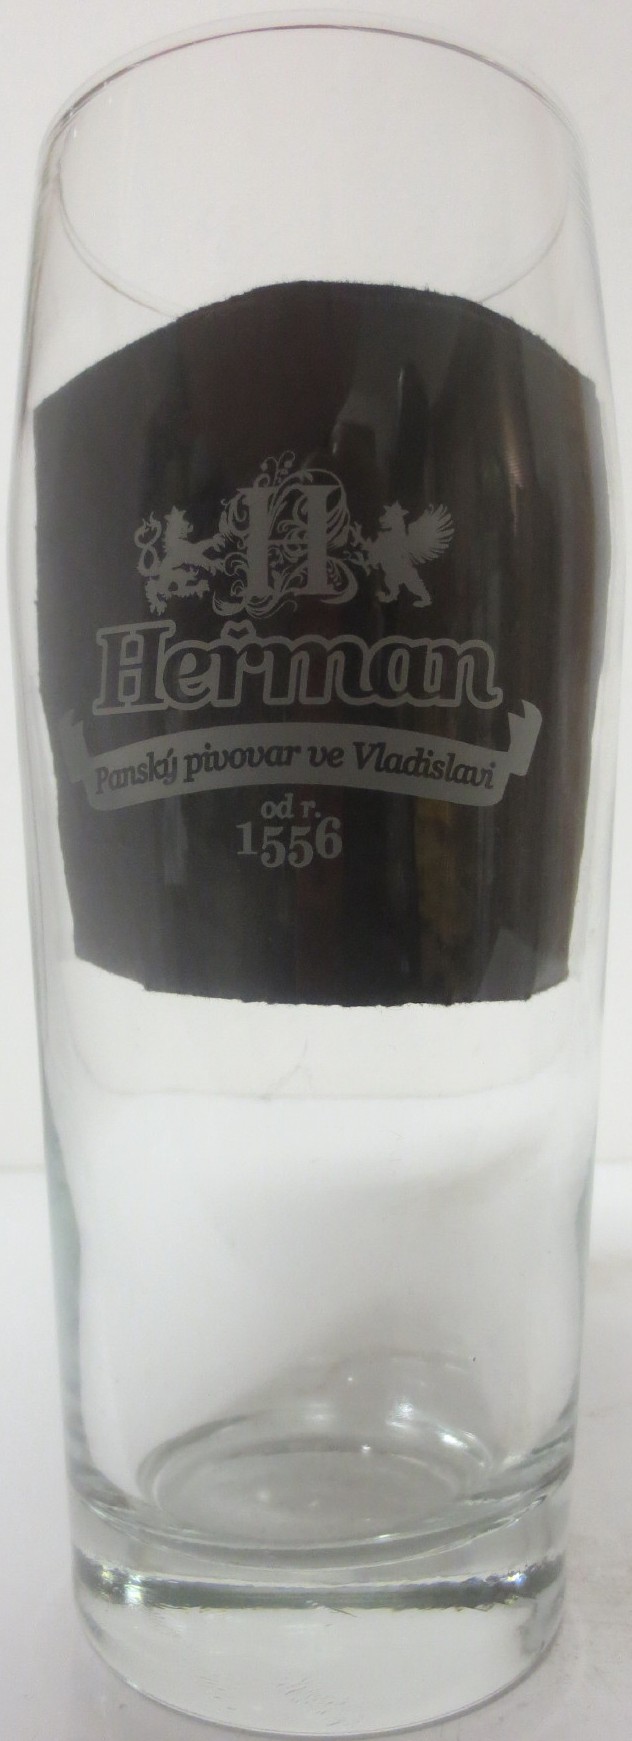 H
Heřman
Panský pivovar ve Vladislavi
od r.
1556